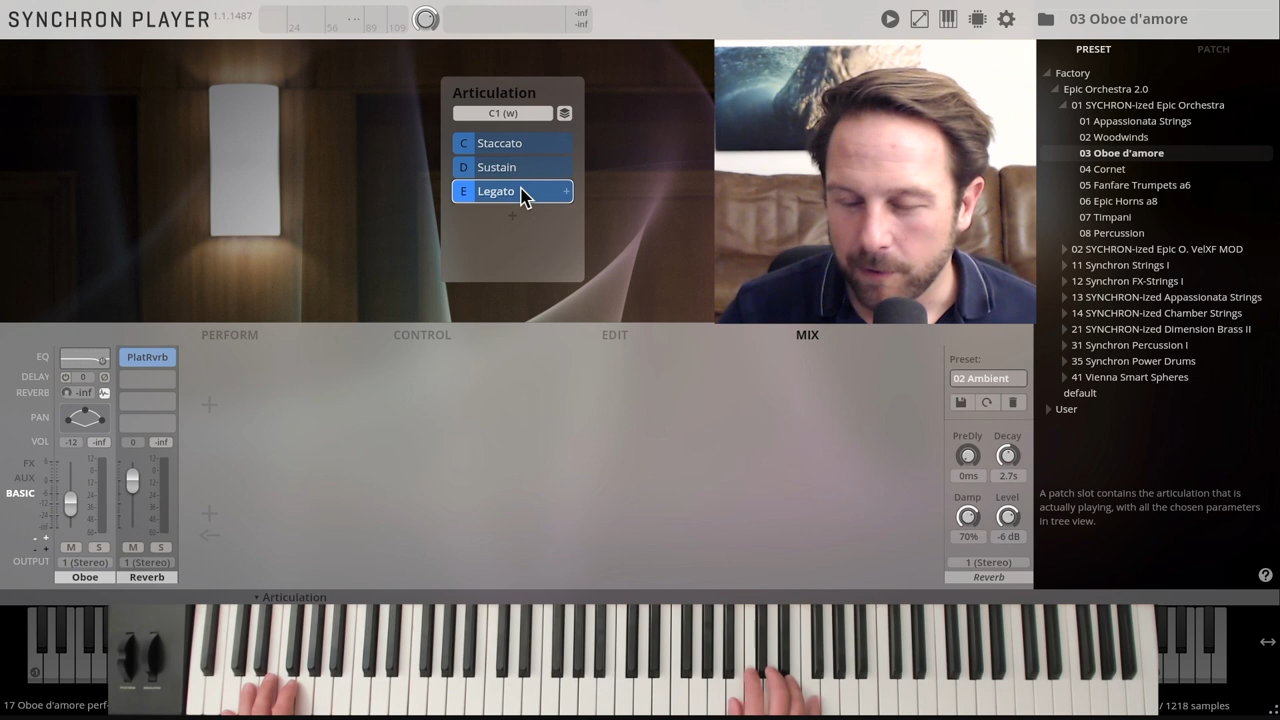 SYNCHRON PLAYER 1.1.1487
24 56 89 109
-inf
-inf
03 Oboe d'amore
PRESET PATCH
Articulation
C1 (w)
C Staccato
D Sustain
E Legato +
+
Factory
Epic Orchestra 2.0
01 SYCHRON-ized Epic Orchestra
01 Appassionata Strings
02 Woodwinds
03 Oboe d'amore
04 Cornet
05 Fanfare Trumpets a6
06 Epic Horns a8
07 Timpani
08 Percussion
02 SYCHRON-ized Epic O. VelXF MOD
11 Synchron Strings I
12 Synchron FX-Strings I
13 SYNCHRON-ized Appassionata Strings
14 SYNCHRON-ized Chamber Strings
21 SYNCHRON-ized Dimension Brass II
31 Synchron Percussion I
35 Synchron Power Drums
41 Vienna Smart Spheres
default
User
A patch slot contains the articulation that is
actually playing, with all the chosen parameters
in tree view.
PERFORM CONTROL EDIT MIX
EQ PlatRvrb
DELAY 0
REVERB -inf
PAN
VOL -12 -inf 0 -inf
FX
AUX
BASIC
M S M S
OUTPUT 1 (Stereo) 1 (Stereo)
Oboe Reverb
Preset:
02 Ambient
PreDly Decay
0ms 2.7s
Damp Level
70% -6 dB
1 (Stereo)
Reverb
Articulation
17 Oboe d'amore perf
/ 1218 samples